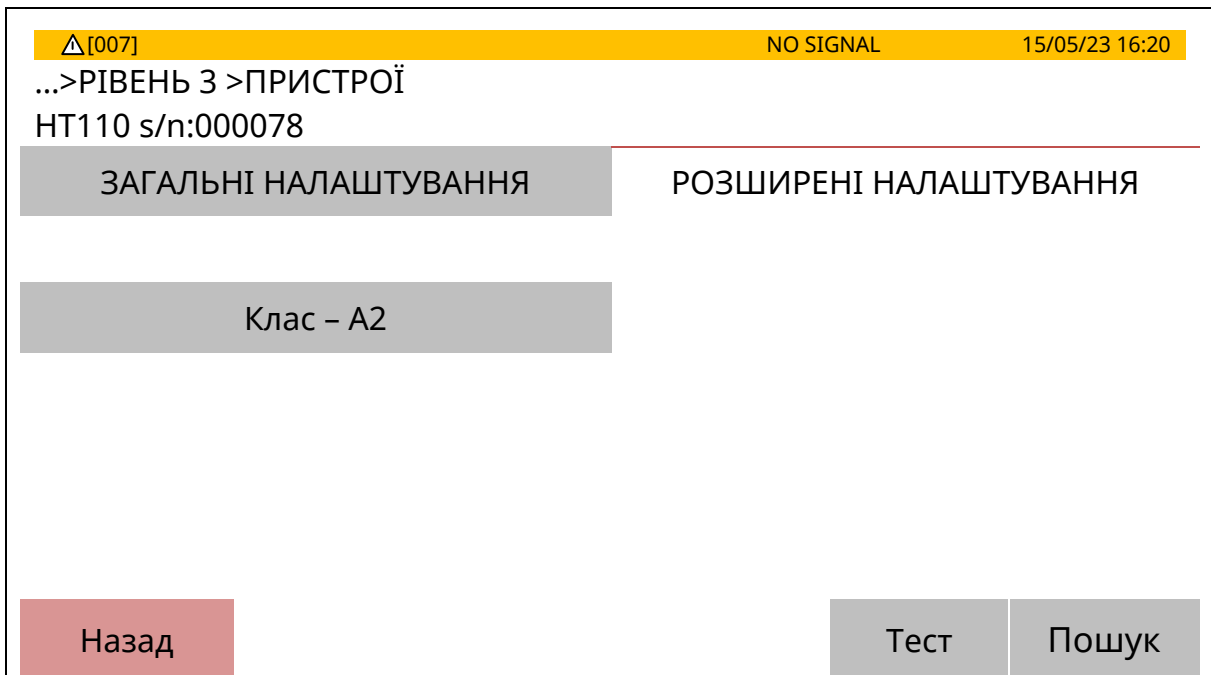 ⚠[007] NO SIGNAL 15/05/23 16:20
...>РІВЕНЬ 3 >ПРИСТРОЇ
HT110 s/n:000078
ЗАГАЛЬНІ НАЛАШТУВАННЯ РОЗШИРЕНІ НАЛАШТУВАННЯ
Клас – А2
Назад Тест Пошук